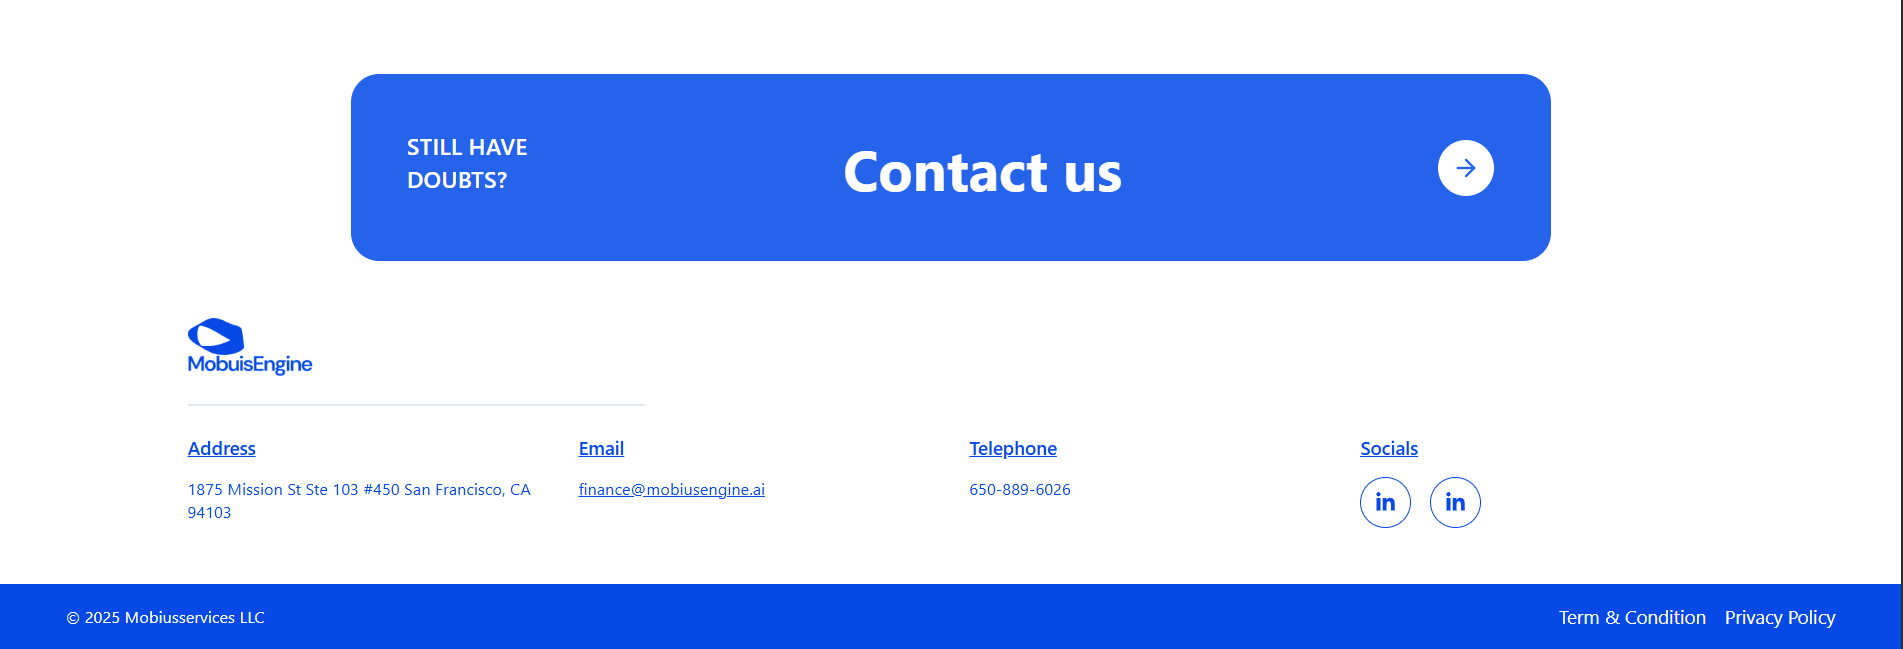 STILL HAVE
DOUBTS?
Contact us
MobuisEngine
Address
1875 Mission St Ste 103 #450 San Francisco, CA
94103
Email
finance@mobiusengine.ai
Telephone
650-889-6026
Socials
in in
© 2025 Mobiusservices LLC
Term & Condition Privacy Policy